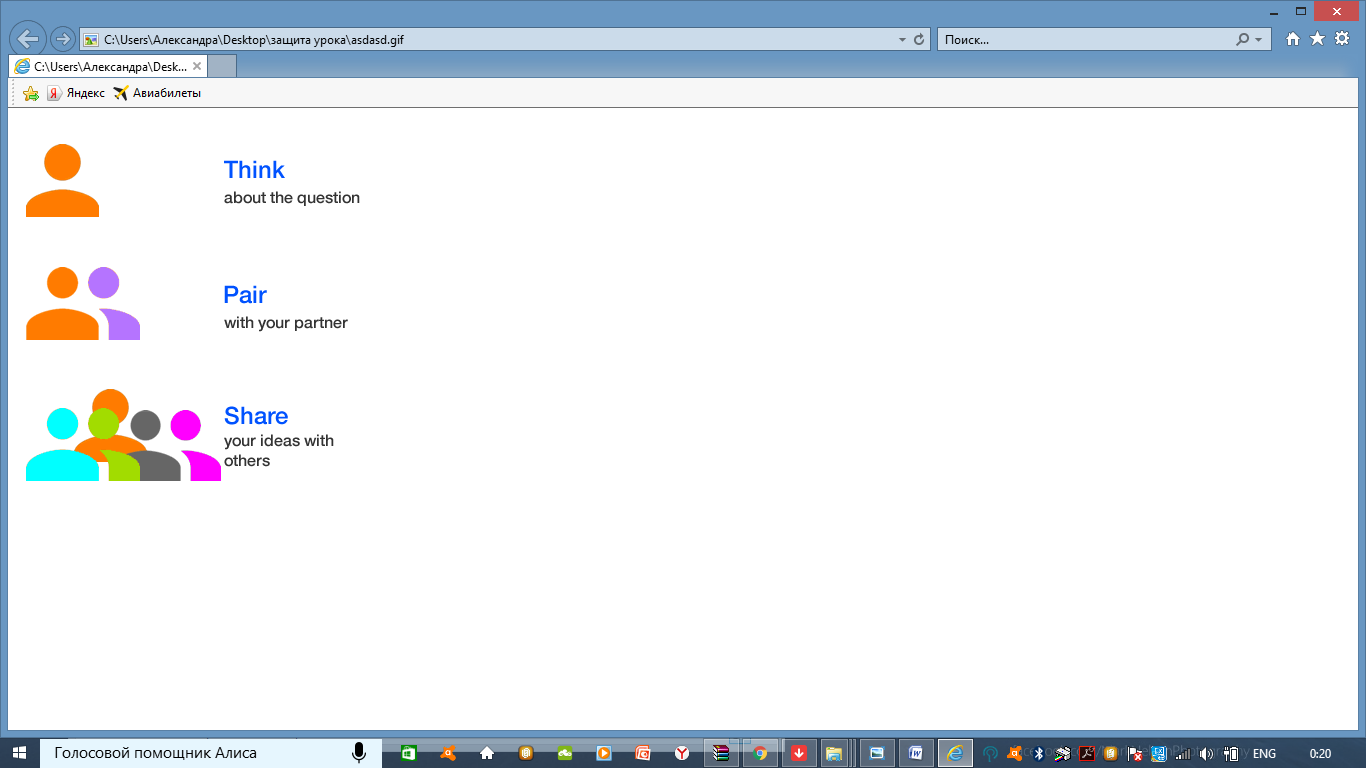 C:\Users\Александра\Desktop\защита урока\asdasd.gif
Поиск...
C:\Users\Александра\Desk...
Яндекс
Авиабилеты
Think
about the question
Pair
with your partner
Share
your ideas with
others
Голосовой помощник Алиса
ENG
0:20